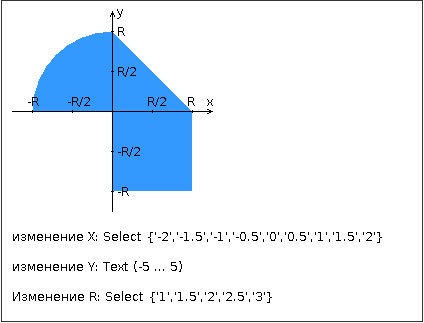 y
R
R/2
-R -R/2 R/2 R x
-R/2
-R
изменение X: Select {'-2','-1.5','-1','-0.5','0','0.5','1','1.5','2'}
изменение Y: Text (-5 ... 5)
Изменение R: Select {'1','1.5','2','2.5','3'}